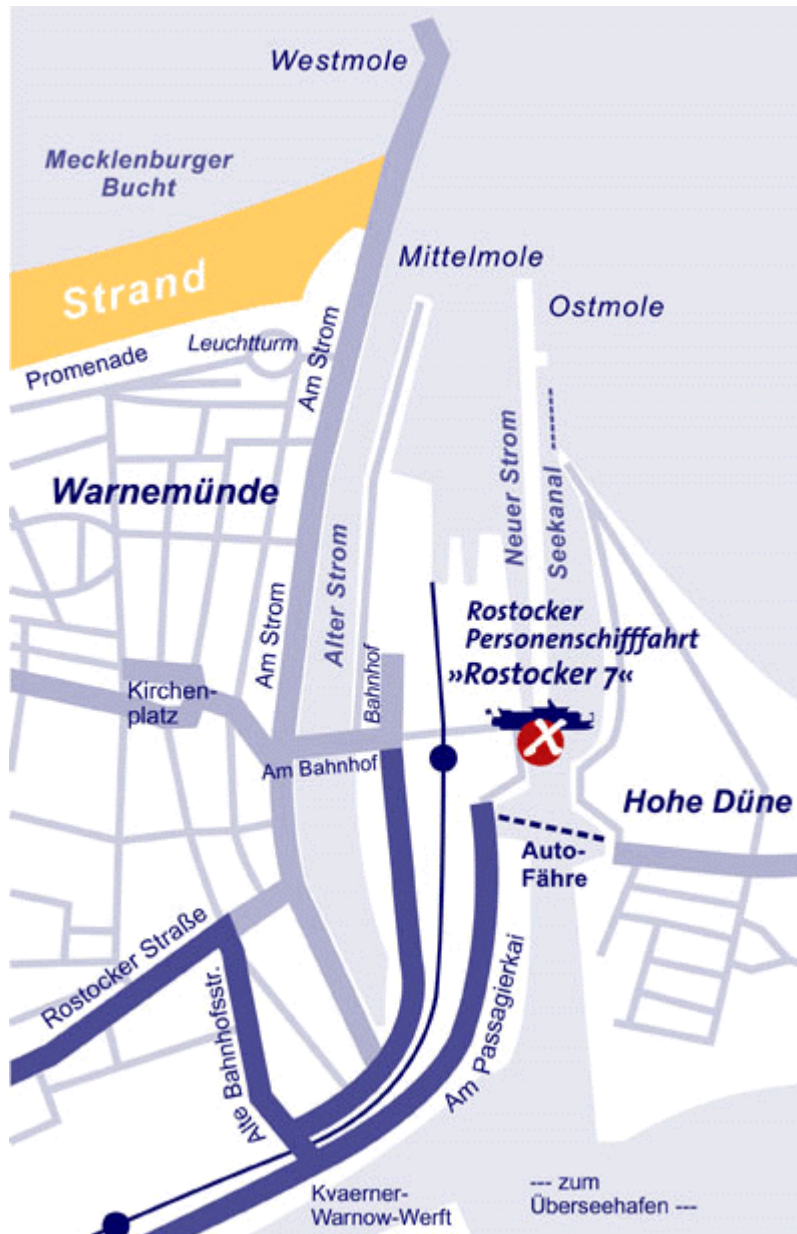 Westmole
Mecklenburger
Bucht
Strand
Mittelmole
Ostmole
Leuchtturm
Promenade
Am Strom
Warnemünde
Neuer Strom
Seekanal
Alter Strom
Am Strom
Rostocker
Personenschifffahrt
»Rostocker 7«
Bahnhof
Kirchen-
platz
Am Bahnhof
Hohe Düne
Auto-
Fähre
Rostocker Straße
Alte Bahnhofsstr.
Am Passagierkai
Kvaerner-
Warnow-Werft
--- zum
Überseehafen ---